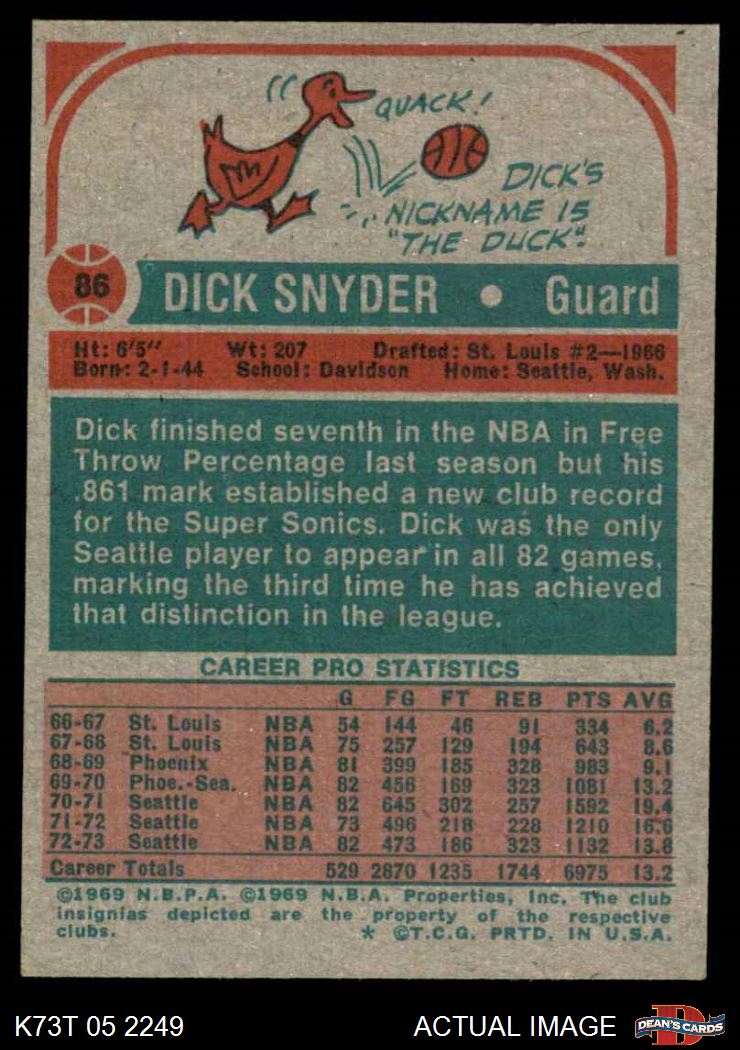 QUACK!
DICK'S
NICKNAME IS
"THE DUCK".
86 DICK SNYDER • Guard
Ht: 6'5" Wt: 207 Drafted: St. Louis #2—1966
Born: 2-1-44 School: Davidson Home: Seattle, Wash.
Dick finished seventh in the NBA in Free
Throw Percentage last season but his
.861 mark established a new club record
for the Super Sonics. Dick was the only
Seattle player to appear in all 82 games,
marking the third time he has achieved
that distinction in the league.
CAREER PRO STATISTICS
G FG FT REB PTS AVG
66-67 St. Louis NBA 54 144 46 91 334 6.2
67-68 St. Louis NBA 75 257 129 194 643 8.6
68-69 Phoenix NBA 81 399 185 328 983 9.1
69-70 Phoe.-Sea. NBA 82 456 169 323 1081 13.2
70-71 Seattle NBA 82 645 302 257 1592 19.4
71-72 Seattle NBA 73 496 218 228 1210 16.6
72-73 Seattle NBA 82 473 186 323 1132 13.8
Career Totals 529 2870 1235 1744 6975 13.2
©1969 N.B.P.A. ©1969 N.B.A. Properties, Inc. The club
insignias depicted are the property of the respective
clubs. * ©T.C.G. PRTD. IN U.S.A.
K73T 05 2249 ACTUAL IMAGE D DEAN'S CARDS